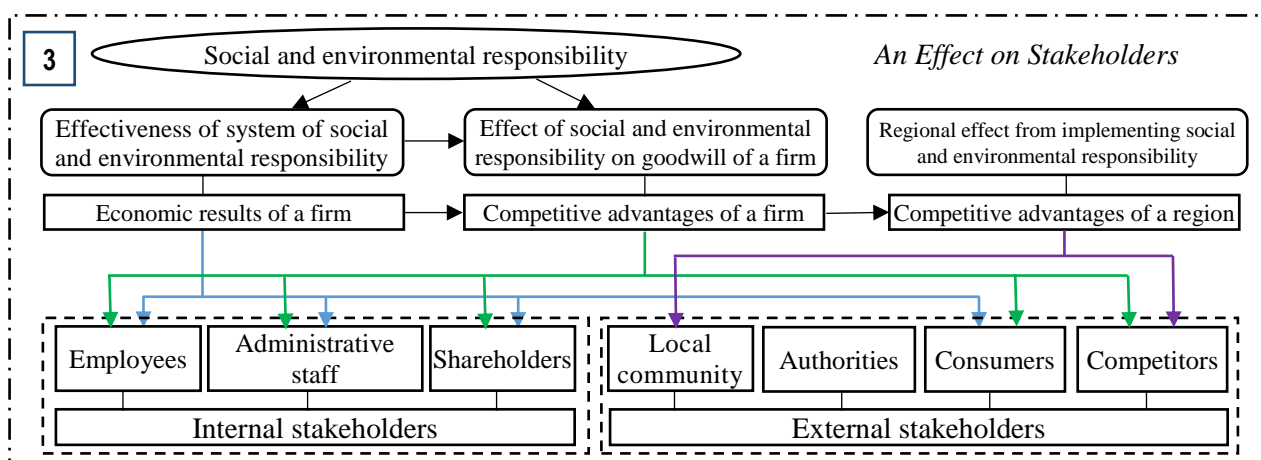 3
Social and environmental responsibility
An Effect on Stakeholders
Effectiveness of system of social
and environmental responsibility
Effect of social and environmental
responsibility on goodwill of a firm
Regional effect from implementing social
and environmental responsibility
Economic results of a firm
Competitive advantages of a firm
Competitive advantages of a region
Employees
Administrative
staff
Shareholders
Local
community
Authorities
Consumers
Competitors
Internal stakeholders
External stakeholders